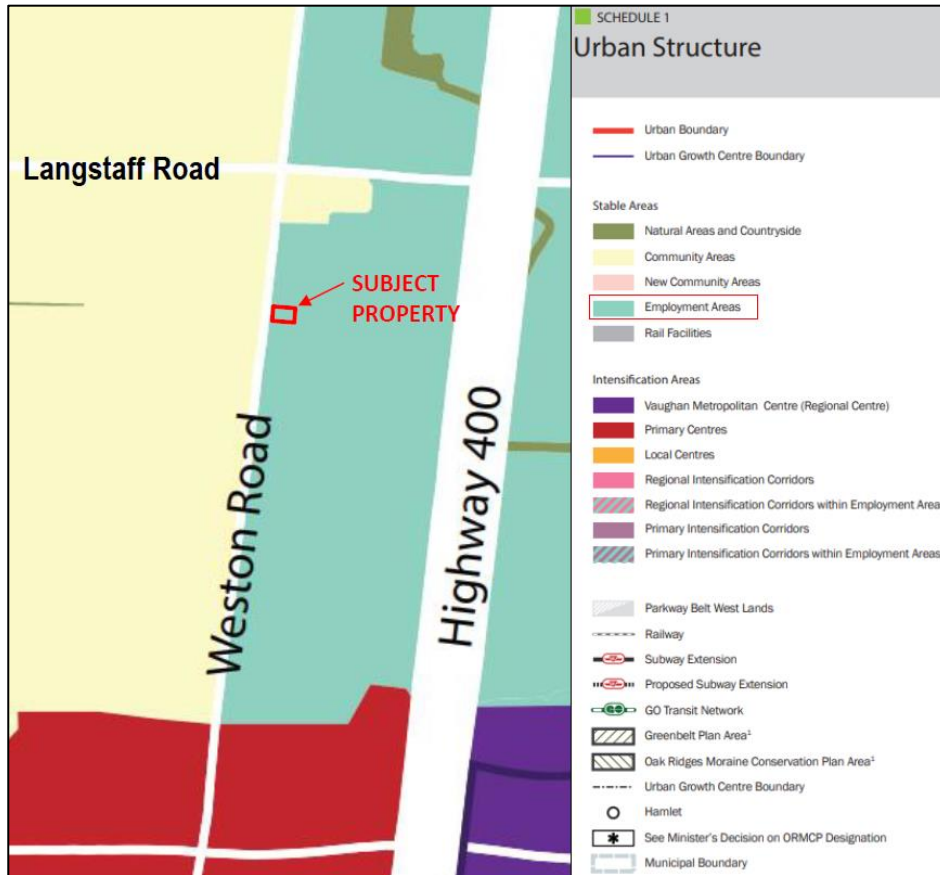 Langstaff Road
SUBJECT
PROPERTY
Weston Road
Highway 400
SCHEDULE 1
Urban Structure
Urban Boundary
Urban Growth Centre Boundary
Stable Areas
Natural Areas and Countryside
Community Areas
New Community Areas
Employment Areas
Rail Facilities
Intensification Areas
Vaughan Metropolitan Centre (Regional Centre)
Primary Centres
Local Centres
Regional Intensification Corridors
Regional Intensification Corridors within Employment Area
Primary Intensification Corridors
Primary Intensification Corridors within Employment Areas
Parkway Belt West Lands
Railway
Subway Extension
Proposed Subway Extension
GO Transit Network
Greenbelt Plan Area¹
Oak Ridges Moraine Conservation Plan Area¹
Urban Growth Centre Boundary
Hamlet
See Minister's Decision on ORMCP Designation
Municipal Boundary